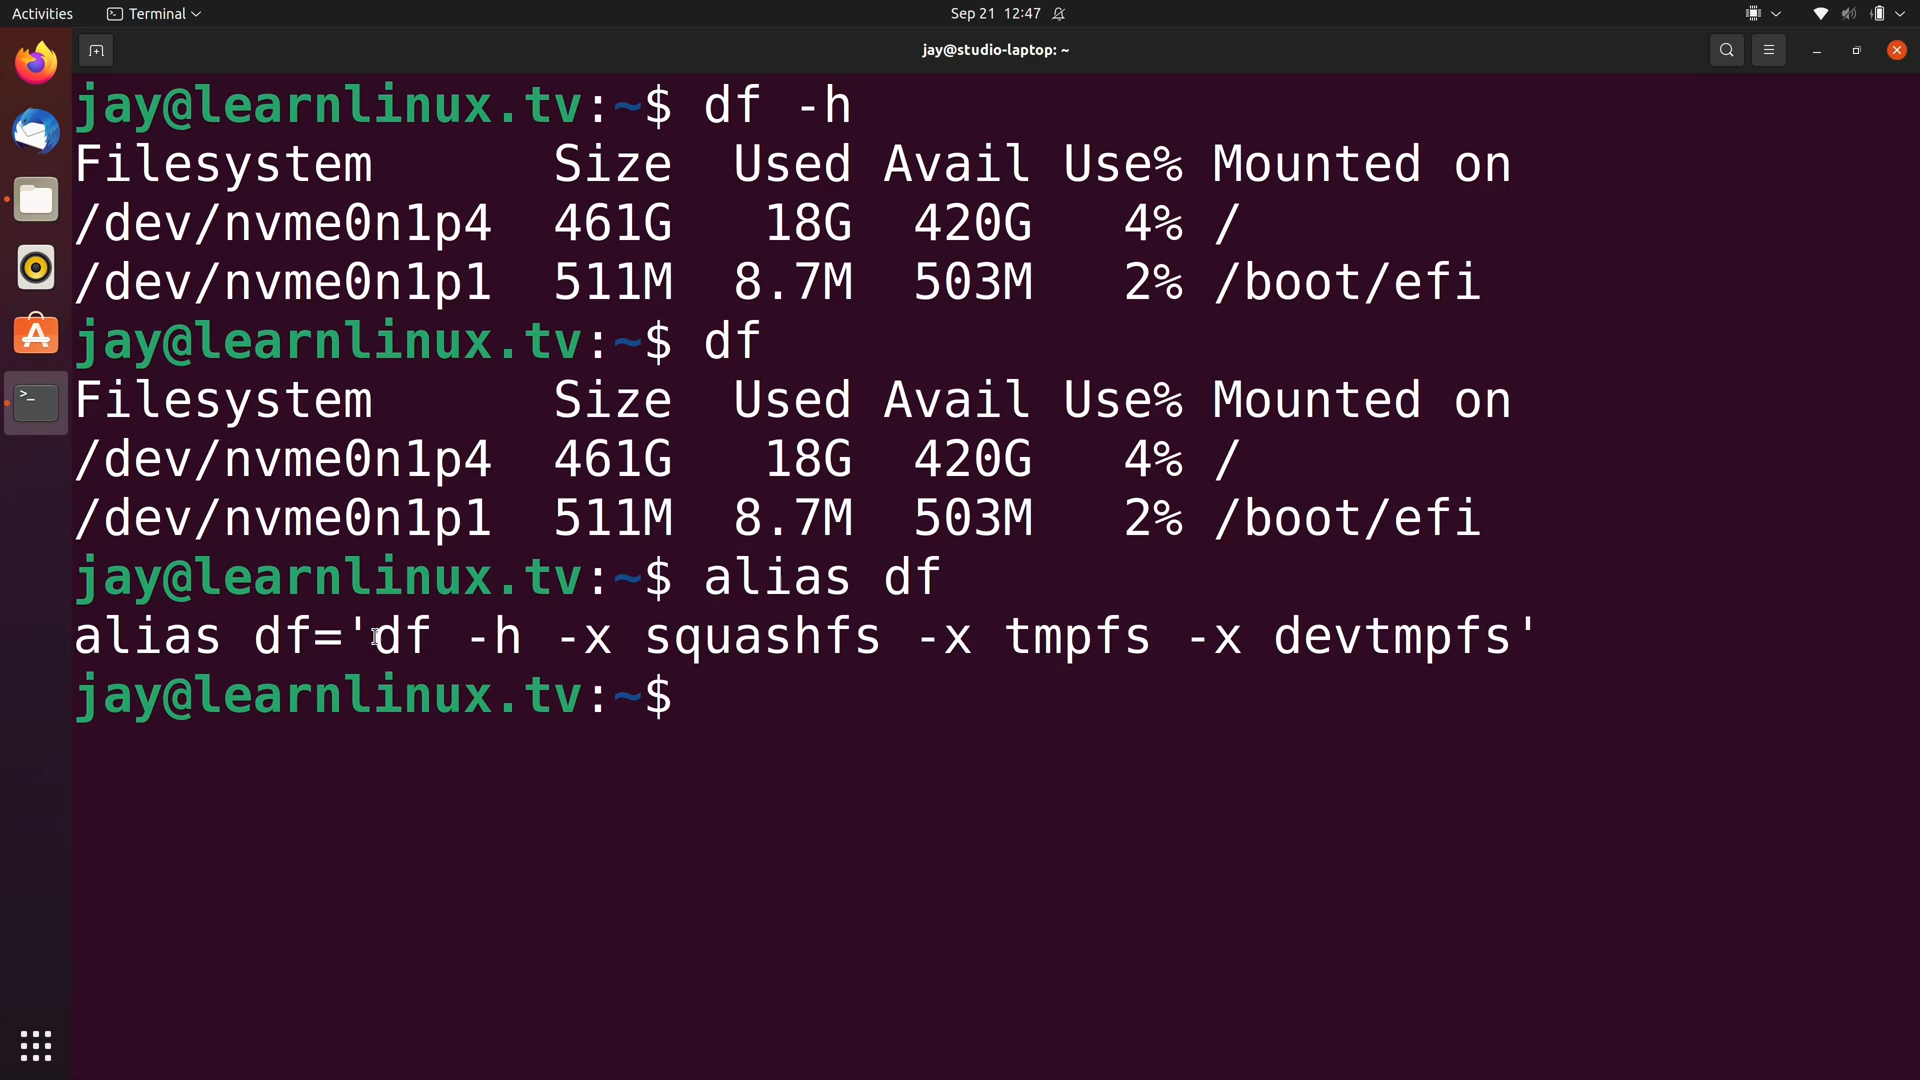 Activities Terminal Sep 21 12:47
jay@studio-laptop: ~
jay@learnlinux.tv:~$ df -h
Filesystem      Size  Used Avail Use% Mounted on
/dev/nvme0n1p4  461G   18G  420G   4% /
/dev/nvme0n1p1  511M  8.7M  503M   2% /boot/efi
jay@learnlinux.tv:~$ df
Filesystem      Size  Used Avail Use% Mounted on
/dev/nvme0n1p4  461G   18G  420G   4% /
/dev/nvme0n1p1  511M  8.7M  503M   2% /boot/efi
jay@learnlinux.tv:~$ alias df
alias df='df -h -x squashfs -x tmpfs -x devtmpfs'
jay@learnlinux.tv:~$